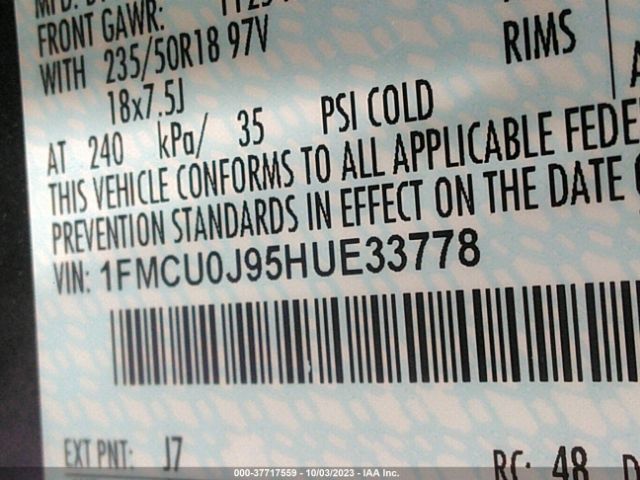 FRONT GAWR:
WITH 235/50R18 97V RIMS
18x7.5J
AT 240 kPa/ 35 PSI COLD
THIS VEHICLE CONFORMS TO ALL APPLICABLE FEDE
PREVENTION STANDARDS IN EFFECT ON THE DATE
VIN: 1FMCU0J95HUE33778
EXT PNT: J7 RC: 48
000-37717559 - 10/03/2023 - IAA Inc.